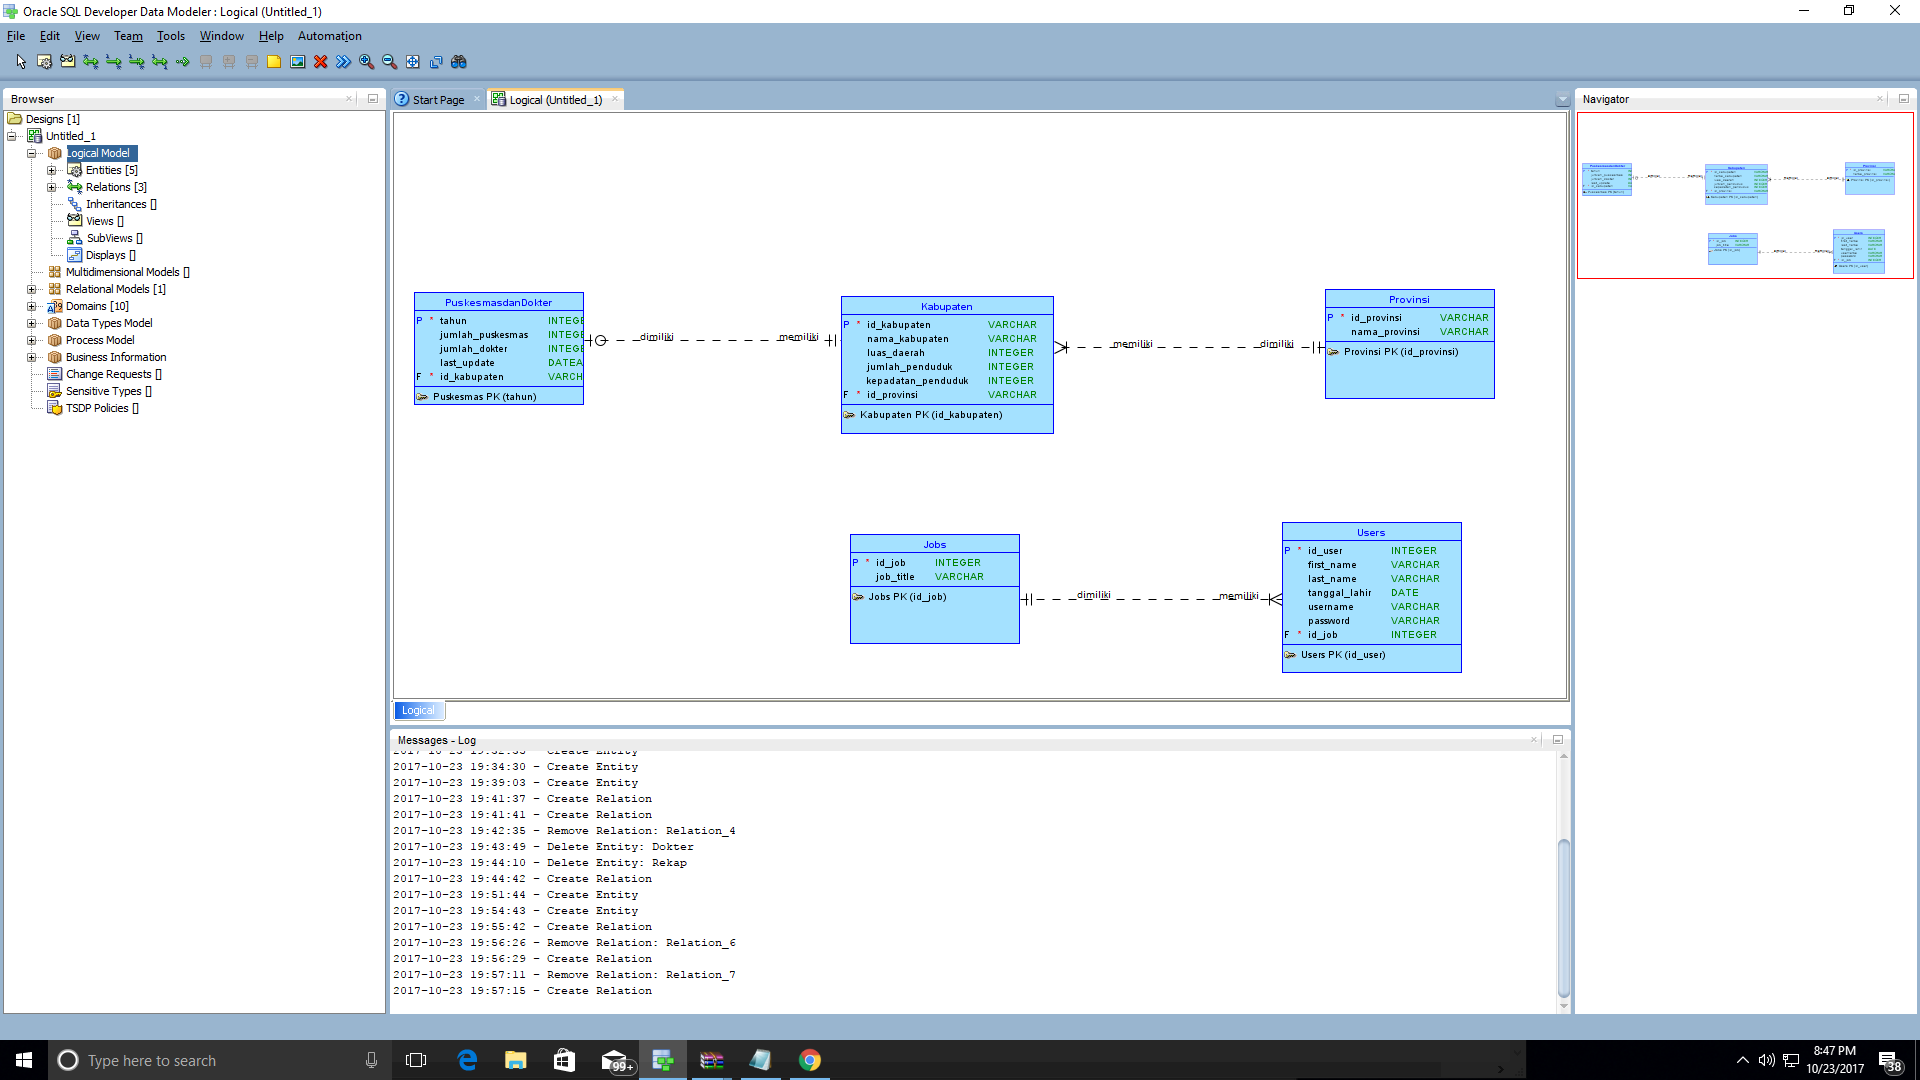 Oracle SQL Developer Data Modeler : Logical (Untitled_1)
File Edit View Team Tools Window Help Automation
Browser
Designs [1]
Untitled_1
Logical Model
Entities [5]
Relations [3]
Inheritances []
Views []
SubViews []
Displays []
Multidimensional Models []
Relational Models [1]
Domains [10]
Data Types Model
Process Model
Business Information
Change Requests []
Sensitive Types []
TSDP Policies []
Start Page
Logical (Untitled_1)
PuskesmasdanDokter
P * tahun INTEGE
jumlah_puskesmas INTEGE
jumlah_dokter INTEGE
last_update DATEA
F * id_kabupaten VARCH
Puskesmas PK (tahun)
dimiliki
memiliki
Kabupaten
P * id_kabupaten VARCHAR
nama_kabupaten VARCHAR
luas_daerah INTEGER
jumlah_penduduk INTEGER
kepadatan_penduduk INTEGER
F * id_provinsi VARCHAR
Kabupaten PK (id_kabupaten)
memiliki
dimiliki
Provinsi
P * id_provinsi VARCHAR
nama_provinsi VARCHAR
Provinsi PK (id_provinsi)
Jobs
P * id_job INTEGER
job_title VARCHAR
Jobs PK (id_job)
dimiliki
memiliki
Users
P * id_user INTEGER
first_name VARCHAR
last_name VARCHAR
tanggal_lahir DATE
username VARCHAR
password VARCHAR
F * id_job INTEGER
Users PK (id_user)
Logical
Navigator
Messages - Log
2017-10-23 19:34:30 - Create Entity
2017-10-23 19:39:03 - Create Entity
2017-10-23 19:41:37 - Create Relation
2017-10-23 19:41:41 - Create Relation
2017-10-23 19:42:35 - Remove Relation: Relation_4
2017-10-23 19:43:49 - Delete Entity: Dokter
2017-10-23 19:44:10 - Delete Entity: Rekap
2017-10-23 19:44:42 - Create Relation
2017-10-23 19:51:44 - Create Entity
2017-10-23 19:54:43 - Create Entity
2017-10-23 19:55:42 - Create Relation
2017-10-23 19:56:26 - Remove Relation: Relation_6
2017-10-23 19:56:29 - Create Relation
2017-10-23 19:57:11 - Remove Relation: Relation_7
2017-10-23 19:57:15 - Create Relation
Type here to search
99+
8:47 PM
10/23/2017
38